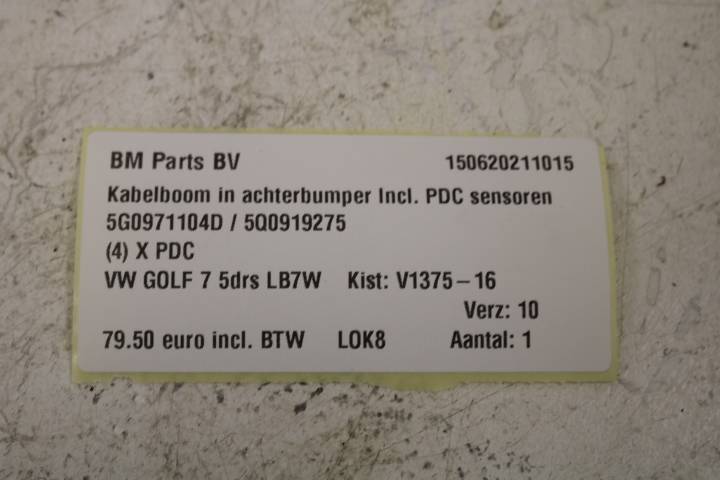 BM Parts BV 150620211015
Kabelboom in achterbumper Incl. PDC sensoren
5G0971104D / 5Q0919275
(4) X PDC
VW GOLF 7 5drs LB7W Kist: V1375-16
Verz: 10
79.50 euro incl. BTW LOK8 Aantal: 1